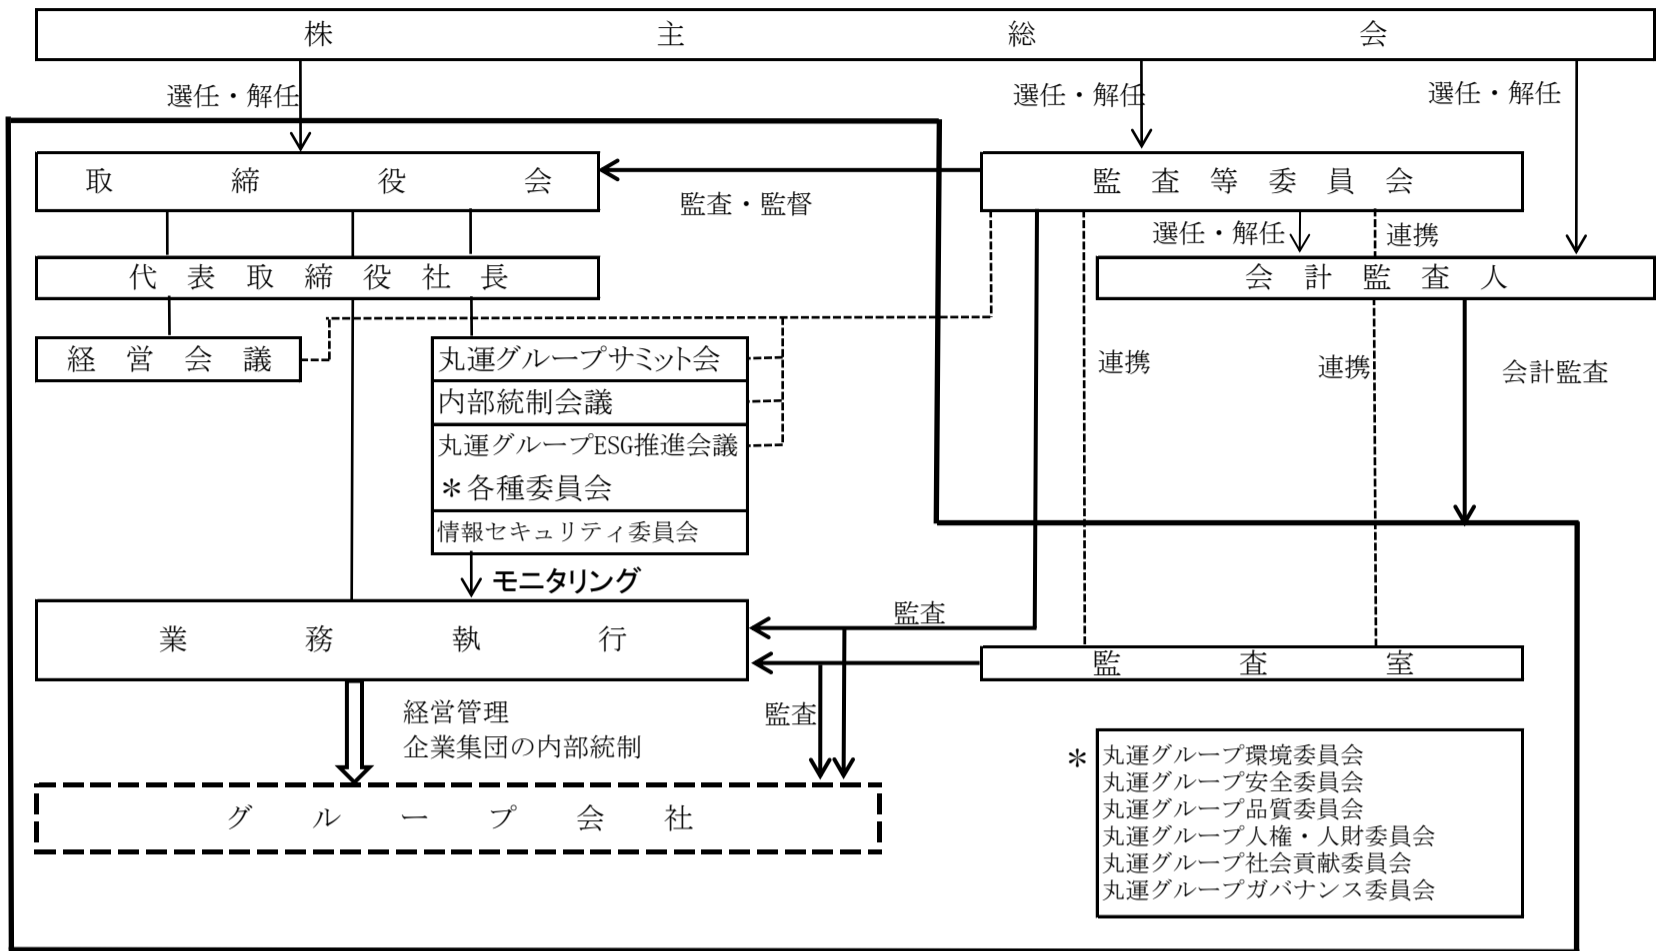 株主総会
選任・解任
選任・解任
選任・解任
取締役会
監査等委員会
監査・監督
選任・解任
連携
代表取締役社長
会計監査人
経営会議
丸運グループサミット会
内部統制会議
丸運グループESG推進会議
＊各種委員会
情報セキュリティ委員会
連携
連携
会計監査
モニタリング
業務執行
監査
監査室
経営管理
企業集団の内部統制
監査
グループ会社
＊
丸運グループ環境委員会
丸運グループ安全委員会
丸運グループ品質委員会
丸運グループ人権・人財委員会
丸運グループ社会貢献委員会
丸運グループガバナンス委員会